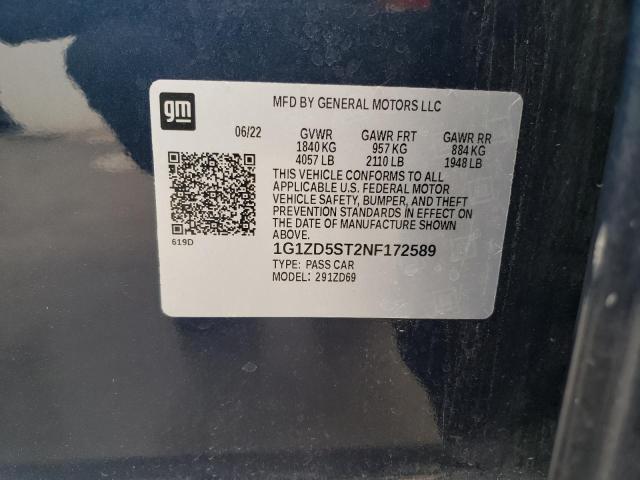 gm
MFD BY GENERAL MOTORS LLC
06/22 GVWR GAWR FRT GAWR RR
1840 KG 957 KG 884 KG
4057 LB 2110 LB 1948 LB
THIS VEHICLE CONFORMS TO ALL
APPLICABLE U.S. FEDERAL MOTOR
VEHICLE SAFETY, BUMPER, AND THEFT
PREVENTION STANDARDS IN EFFECT ON
THE DATE OF MANUFACTURE SHOWN ABOVE.
619D
1G1ZD5ST2NF172589
TYPE: PASS CAR
MODEL: 291ZD69